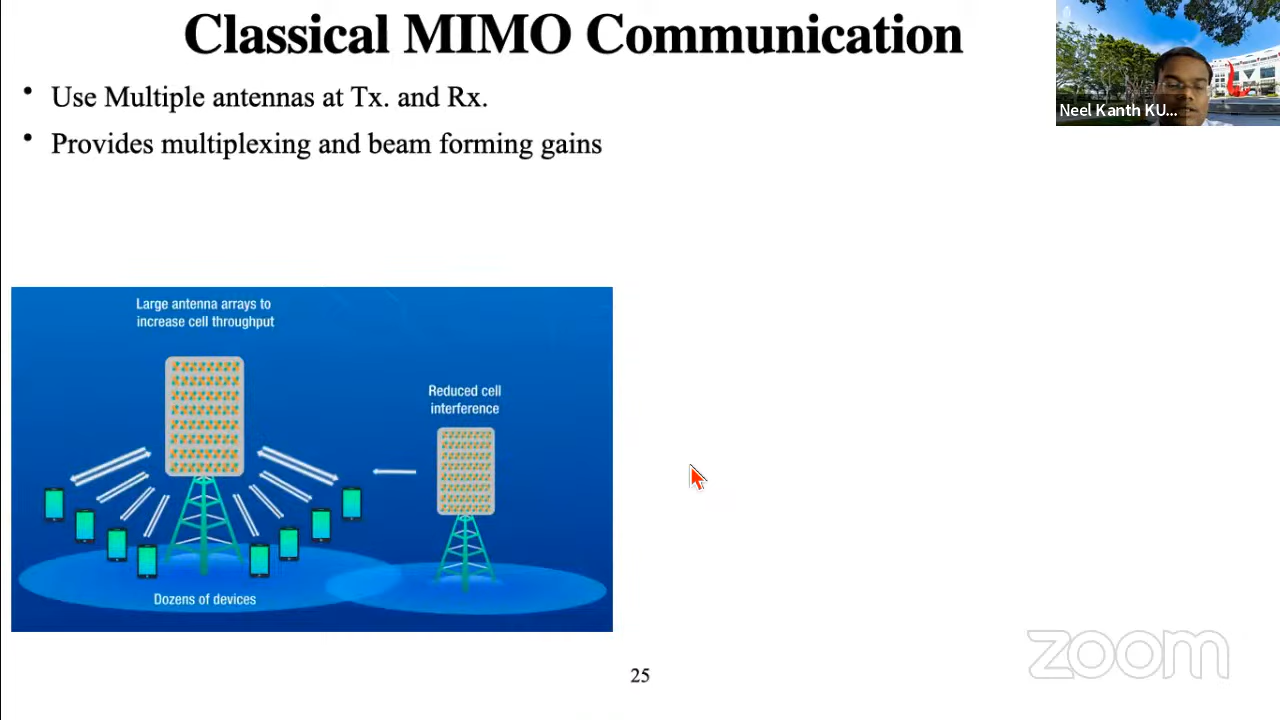 Classical MIMO Communication
• Use Multiple antennas at Tx. and Rx.
• Provides multiplexing and beam forming gains
Neel Kanth KU...
Large antenna arrays to
increase cell throughput
Reduced cell
interference
Dozens of devices
25
zoom